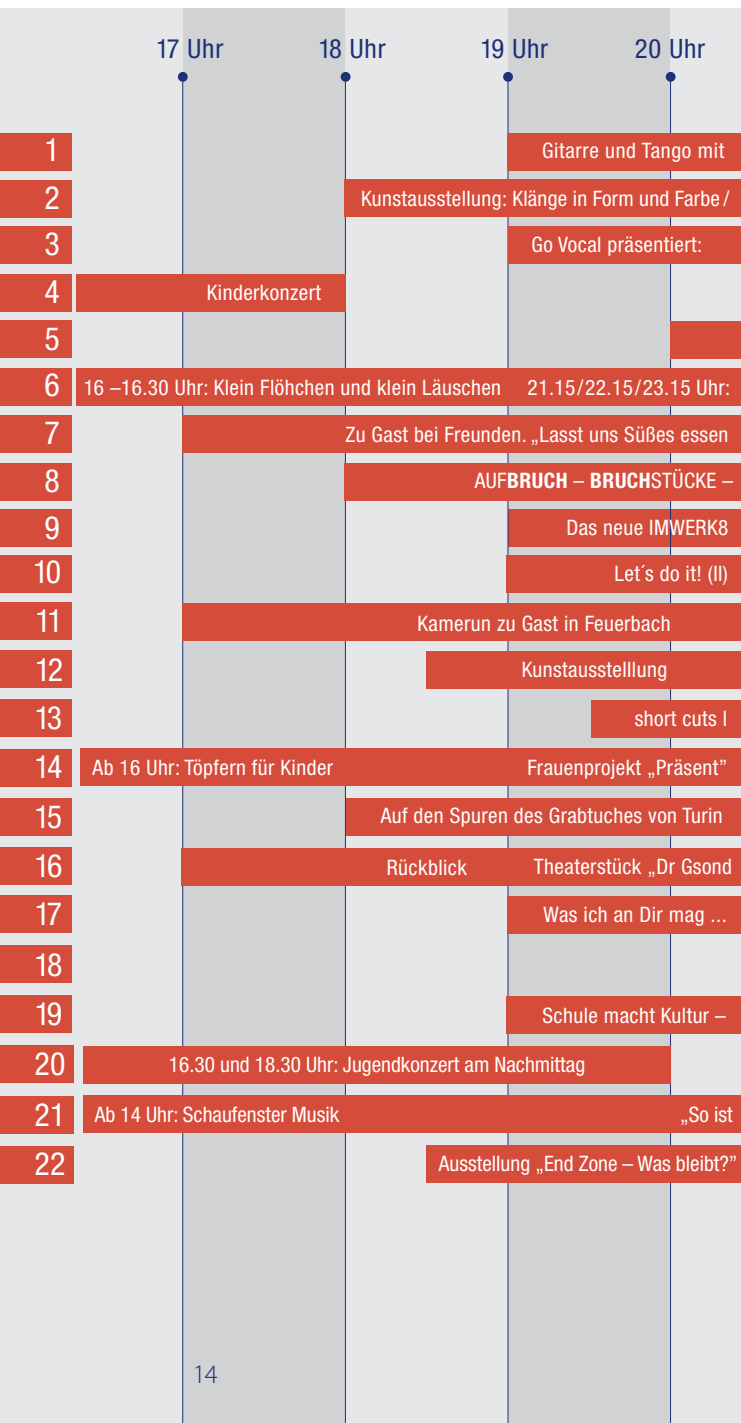 17 Uhr 18 Uhr 19 Uhr 20 Uhr
1 Gitarre und Tango mit
2 Kunstausstellung: Klänge in Form und Farbe /
3 Go Vocal präsentiert:
4 Kinderkonzert
5
6 16 –16.30 Uhr: Klein Flöhchen und klein Läuschen 21.15/22.15/23.15 Uhr:
7 Zu Gast bei Freunden. „Lasst uns Süßes essen
8 AUFBRUCH – BRUCHSTÜCKE –
9 Das neue IMWERK8
10 Let´s do it! (II)
11 Kamerun zu Gast in Feuerbach
12 Kunstausstelllung
13 short cuts I
14 Ab 16 Uhr: Töpfern für Kinder Frauenprojekt „Präsent”
15 Auf den Spuren des Grabtuches von Turin
16 Rückblick Theaterstück „Dr Gsond
17 Was ich an Dir mag ...
18
19 Schule macht Kultur –
20 16.30 und 18.30 Uhr: Jugendkonzert am Nachmittag
21 Ab 14 Uhr: Schaufenster Musik „So ist
22 Ausstellung „End Zone – Was bleibt?”
14